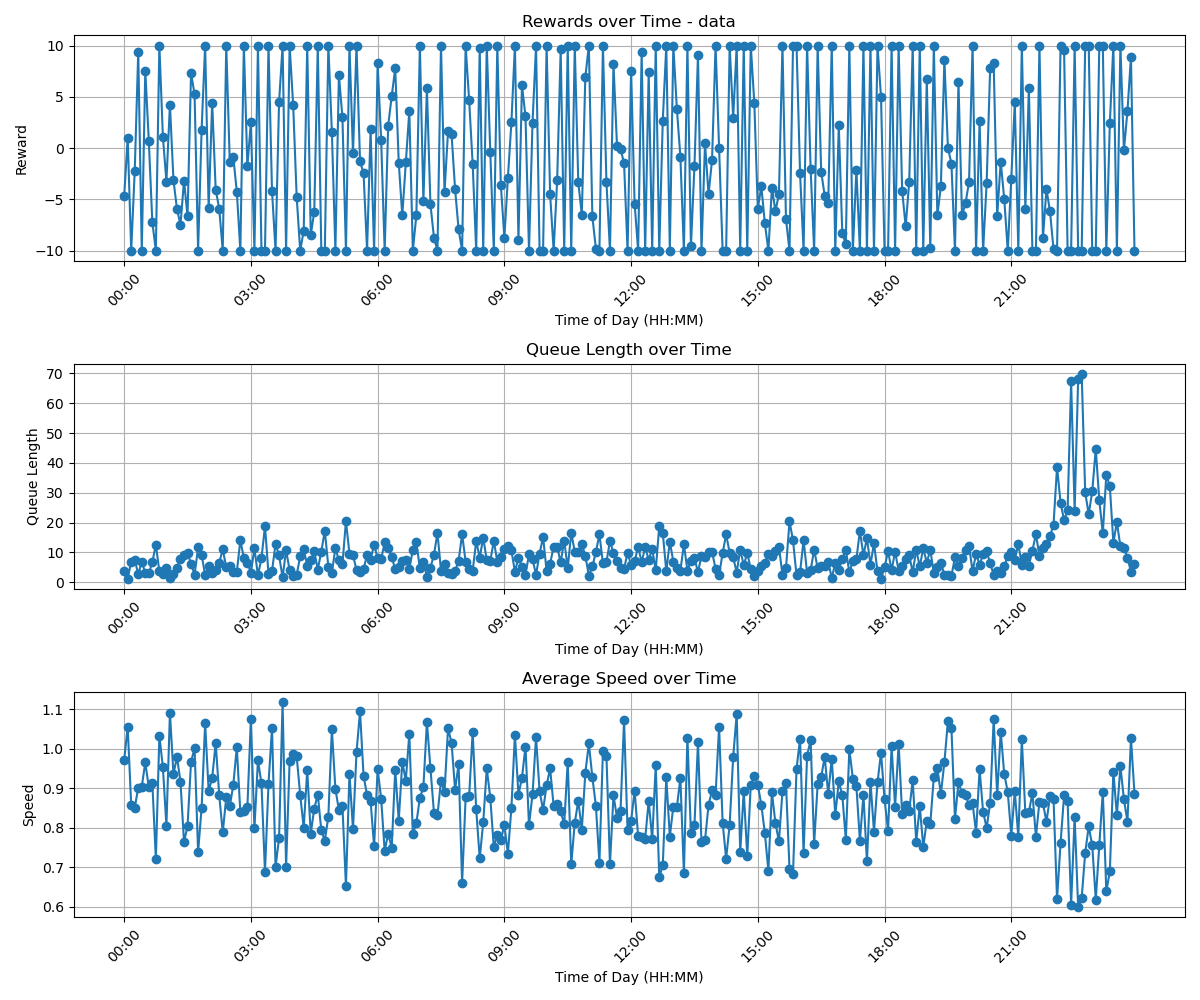 Rewards over Time - data
10
5
0
−5
−10
Reward
00:00 03:00 06:00 09:00 12:00 15:00 18:00 21:00
Time of Day (HH:MM)
Queue Length over Time
70
60
50
40
30
20
10
0
Queue Length
00:00 03:00 06:00 09:00 12:00 15:00 18:00 21:00
Time of Day (HH:MM)
Average Speed over Time
1.1
1.0
0.9
0.8
0.7
0.6
Speed
00:00 03:00 06:00 09:00 12:00 15:00 18:00 21:00
Time of Day (HH:MM)